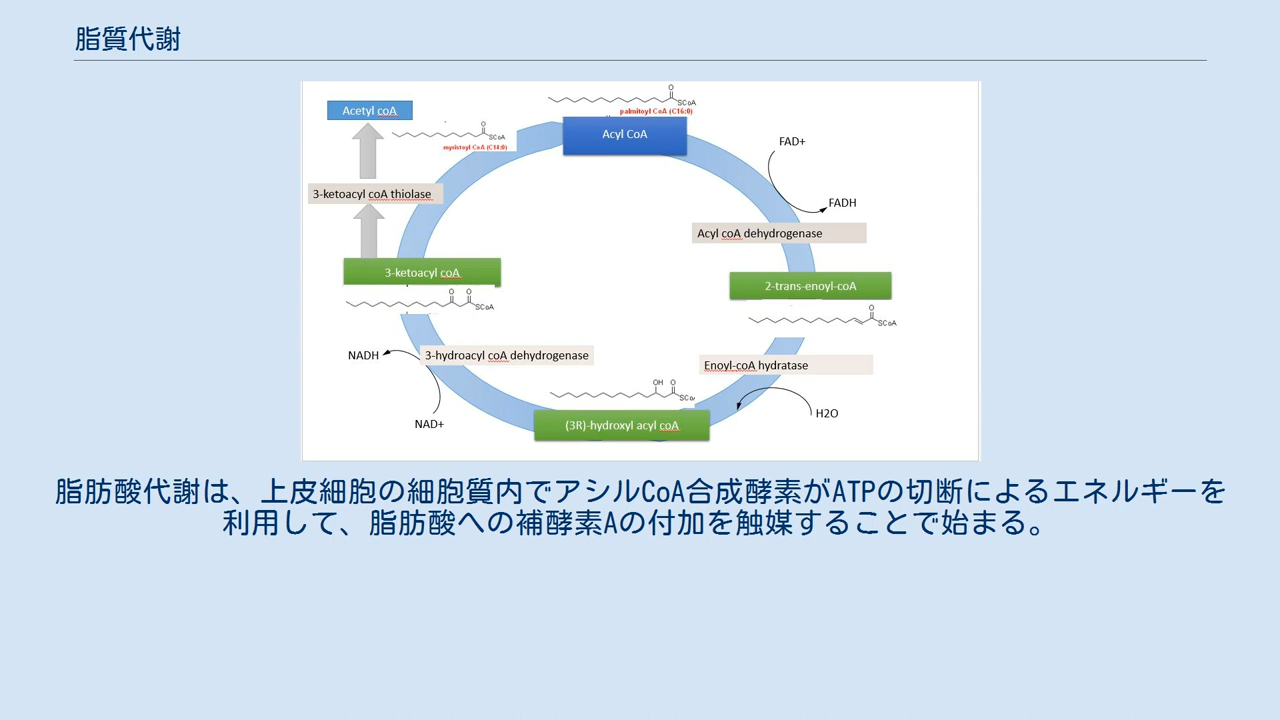 脂質代謝
Acetyl coA
SCoA
myristoyl CoA (C14:0)
O
SCoA
palmitoyl CoA (C16:0)
Acyl CoA
FAD+
FADH
3-ketoacyl coA thiolase
Acyl coA dehydrogenase
3-ketoacyl coA
O O
SCoA
2-trans-enoyl-coA
O
SCoA
NADH
3-hydroacyl coA dehydrogenase
Enoyl-coA hydratase
OH O
(3R)-hydroxyl acyl coA
H2O
NAD+
脂肪酸代謝は、上皮細胞の細胞質内でアシルCoA合成酵素がATPの切断によるエネルギーを
利用して、脂肪酸への補酵素Aの付加を触媒することで始まる。